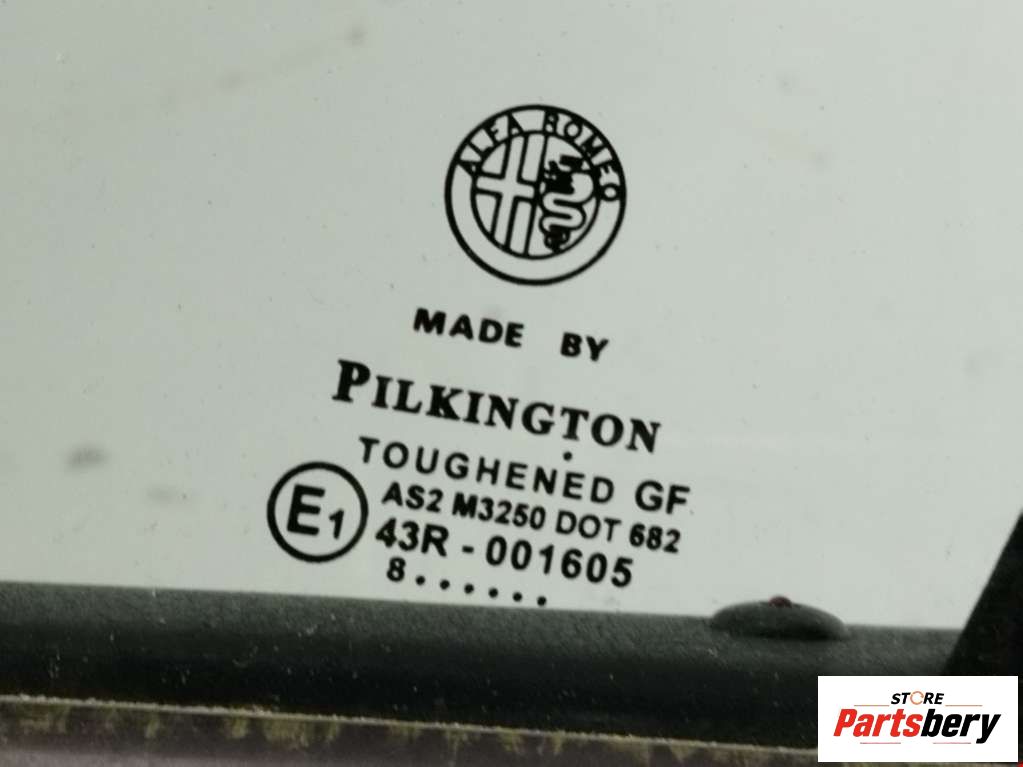 ALFA ROMEO
MADE BY
PILKINGTON
TOUGHENED GF
E1
AS2 M3250 DOT 682
43R - 001605
8......
STORE
Partsbery